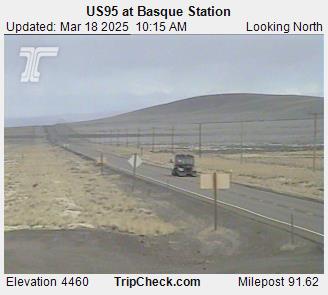 US95 at Basque Station
Updated: Mar 18 2025 10:15 AM Looking North
Elevation 4460 TripCheck.com Milepost 91.62